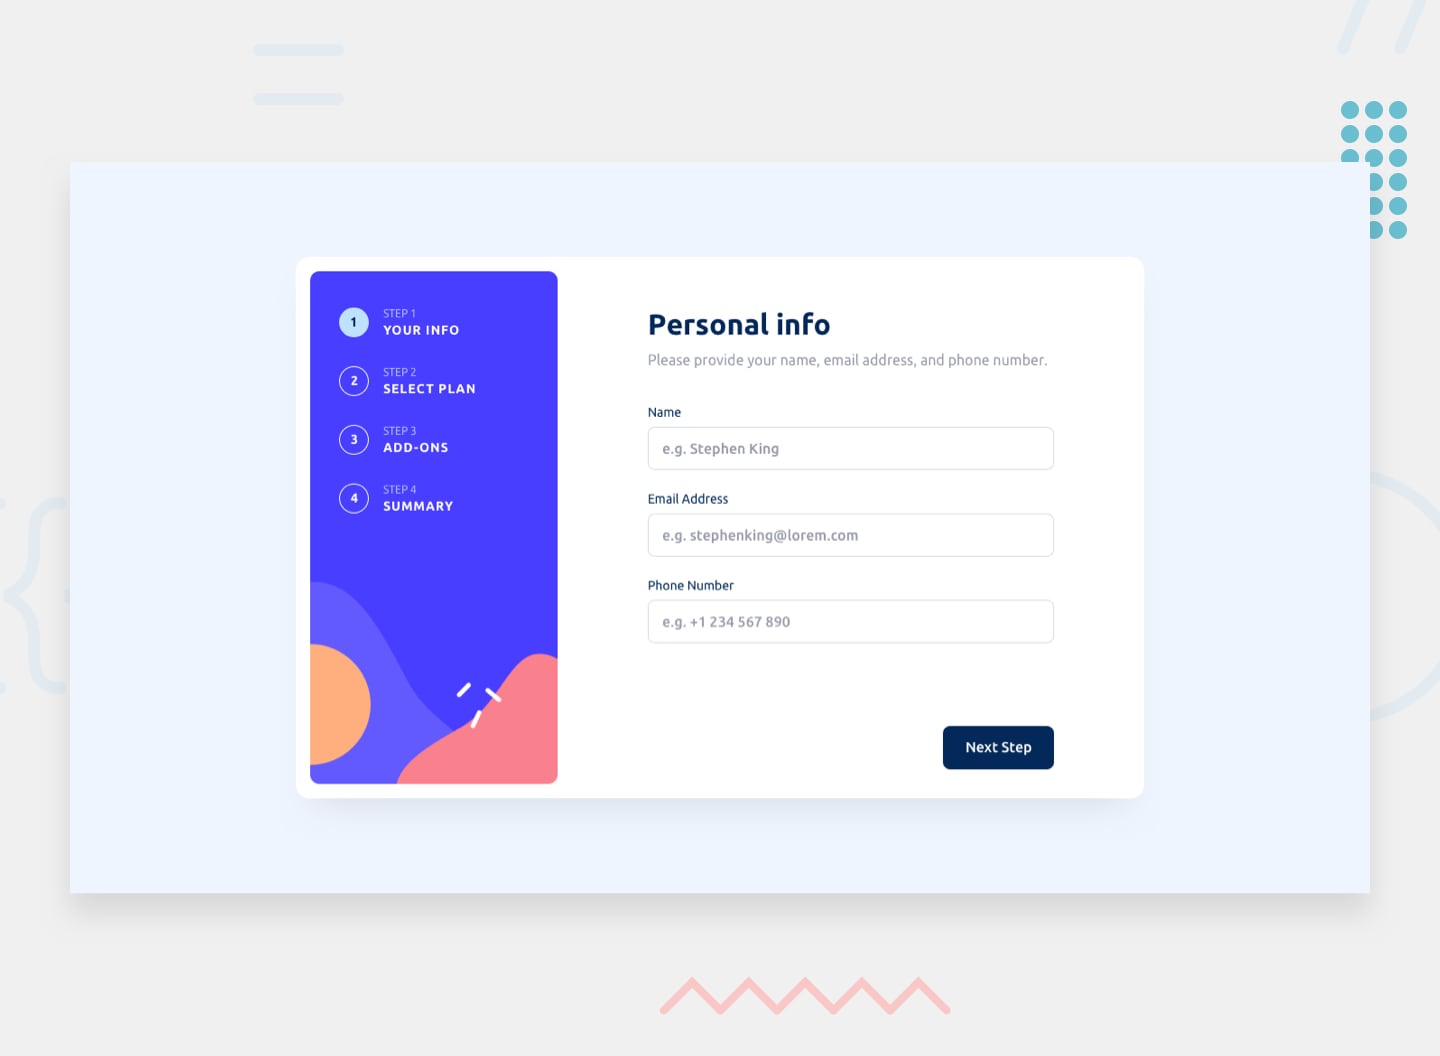 1
STEP 1
YOUR INFO
2
STEP 2
SELECT PLAN
3
STEP 3
ADD-ONS
4
STEP 4
SUMMARY
Personal info
Please provide your name, email address, and phone number.
Name
e.g. Stephen King
Email Address
e.g. stephenking@lorem.com
Phone Number
e.g. +1 234 567 890
Next Step